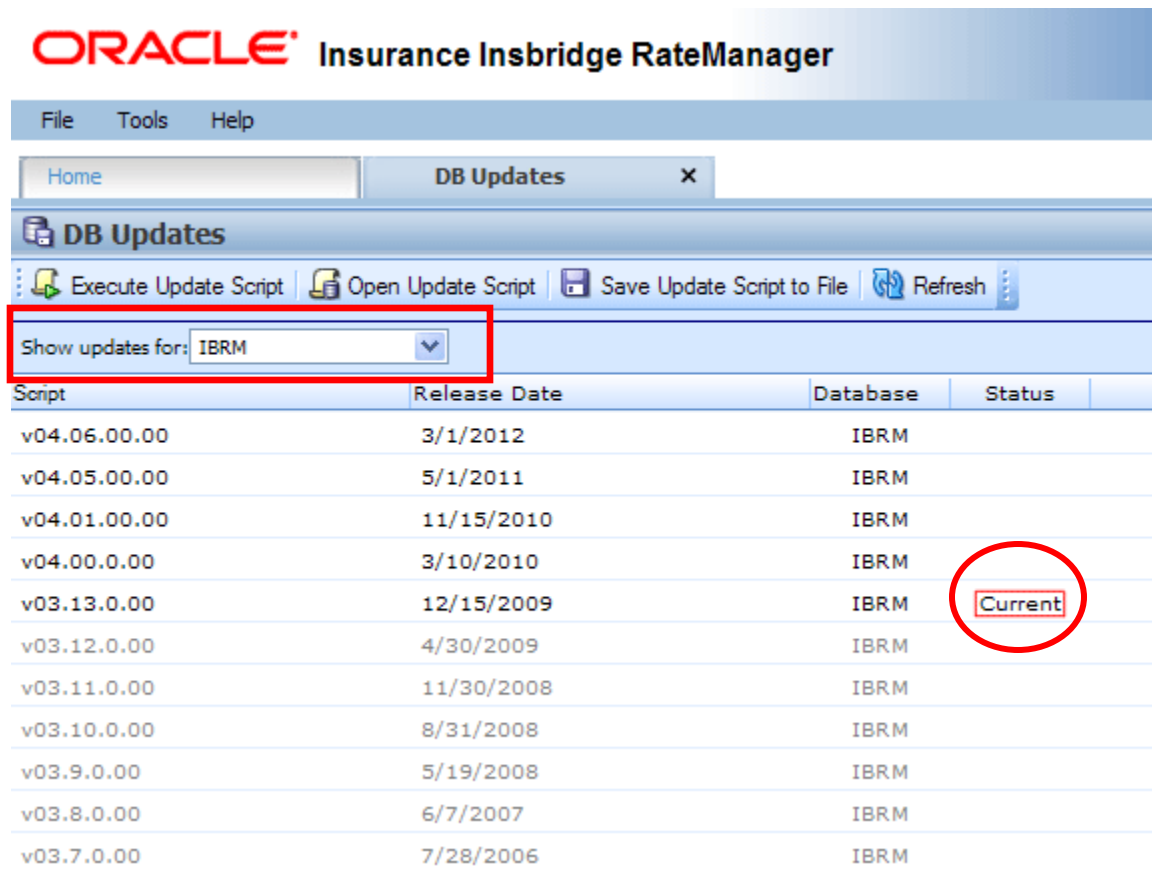 ORACLE Insurance Insbridge RateManager
File Tools Help
Home DB Updates ×
DB Updates
Execute Update Script Open Update Script Save Update Script to File Refresh
Show updates for: IBRM
Script Release Date Database Status
v04.06.00.00 3/1/2012 IBRM
v04.05.00.00 5/1/2011 IBRM
v04.01.00.00 11/15/2010 IBRM
v04.00.0.00 3/10/2010 IBRM
v03.13.0.00 12/15/2009 IBRM Current
v03.12.0.00 4/30/2009 IBRM
v03.11.0.00 11/30/2008 IBRM
v03.10.0.00 8/31/2008 IBRM
v03.9.0.00 5/19/2008 IBRM
v03.8.0.00 6/7/2007 IBRM
v03.7.0.00 7/28/2006 IBRM